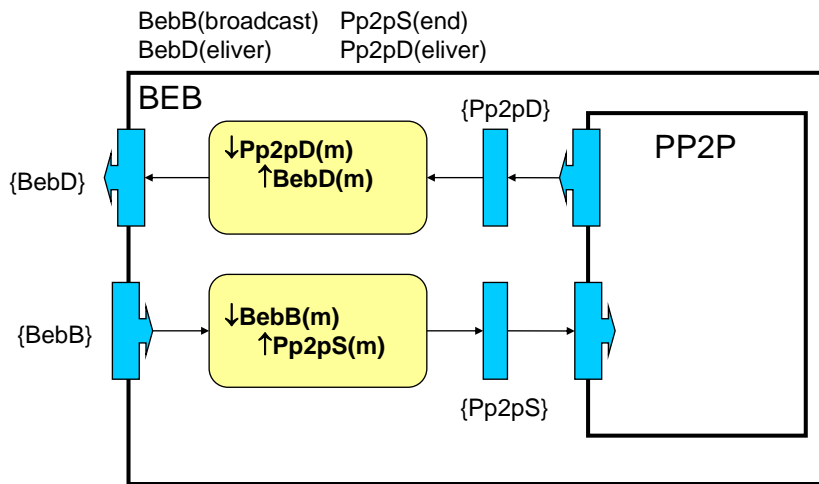 BebB(broadcast) Pp2pS(end)
BebD(eliver) Pp2pD(eliver)
BEB
{Pp2pD}
PP2P
↓Pp2pD(m)
↑BebD(m)
{BebD}
↓BebB(m)
↑Pp2pS(m)
{BebB}
{Pp2pS}